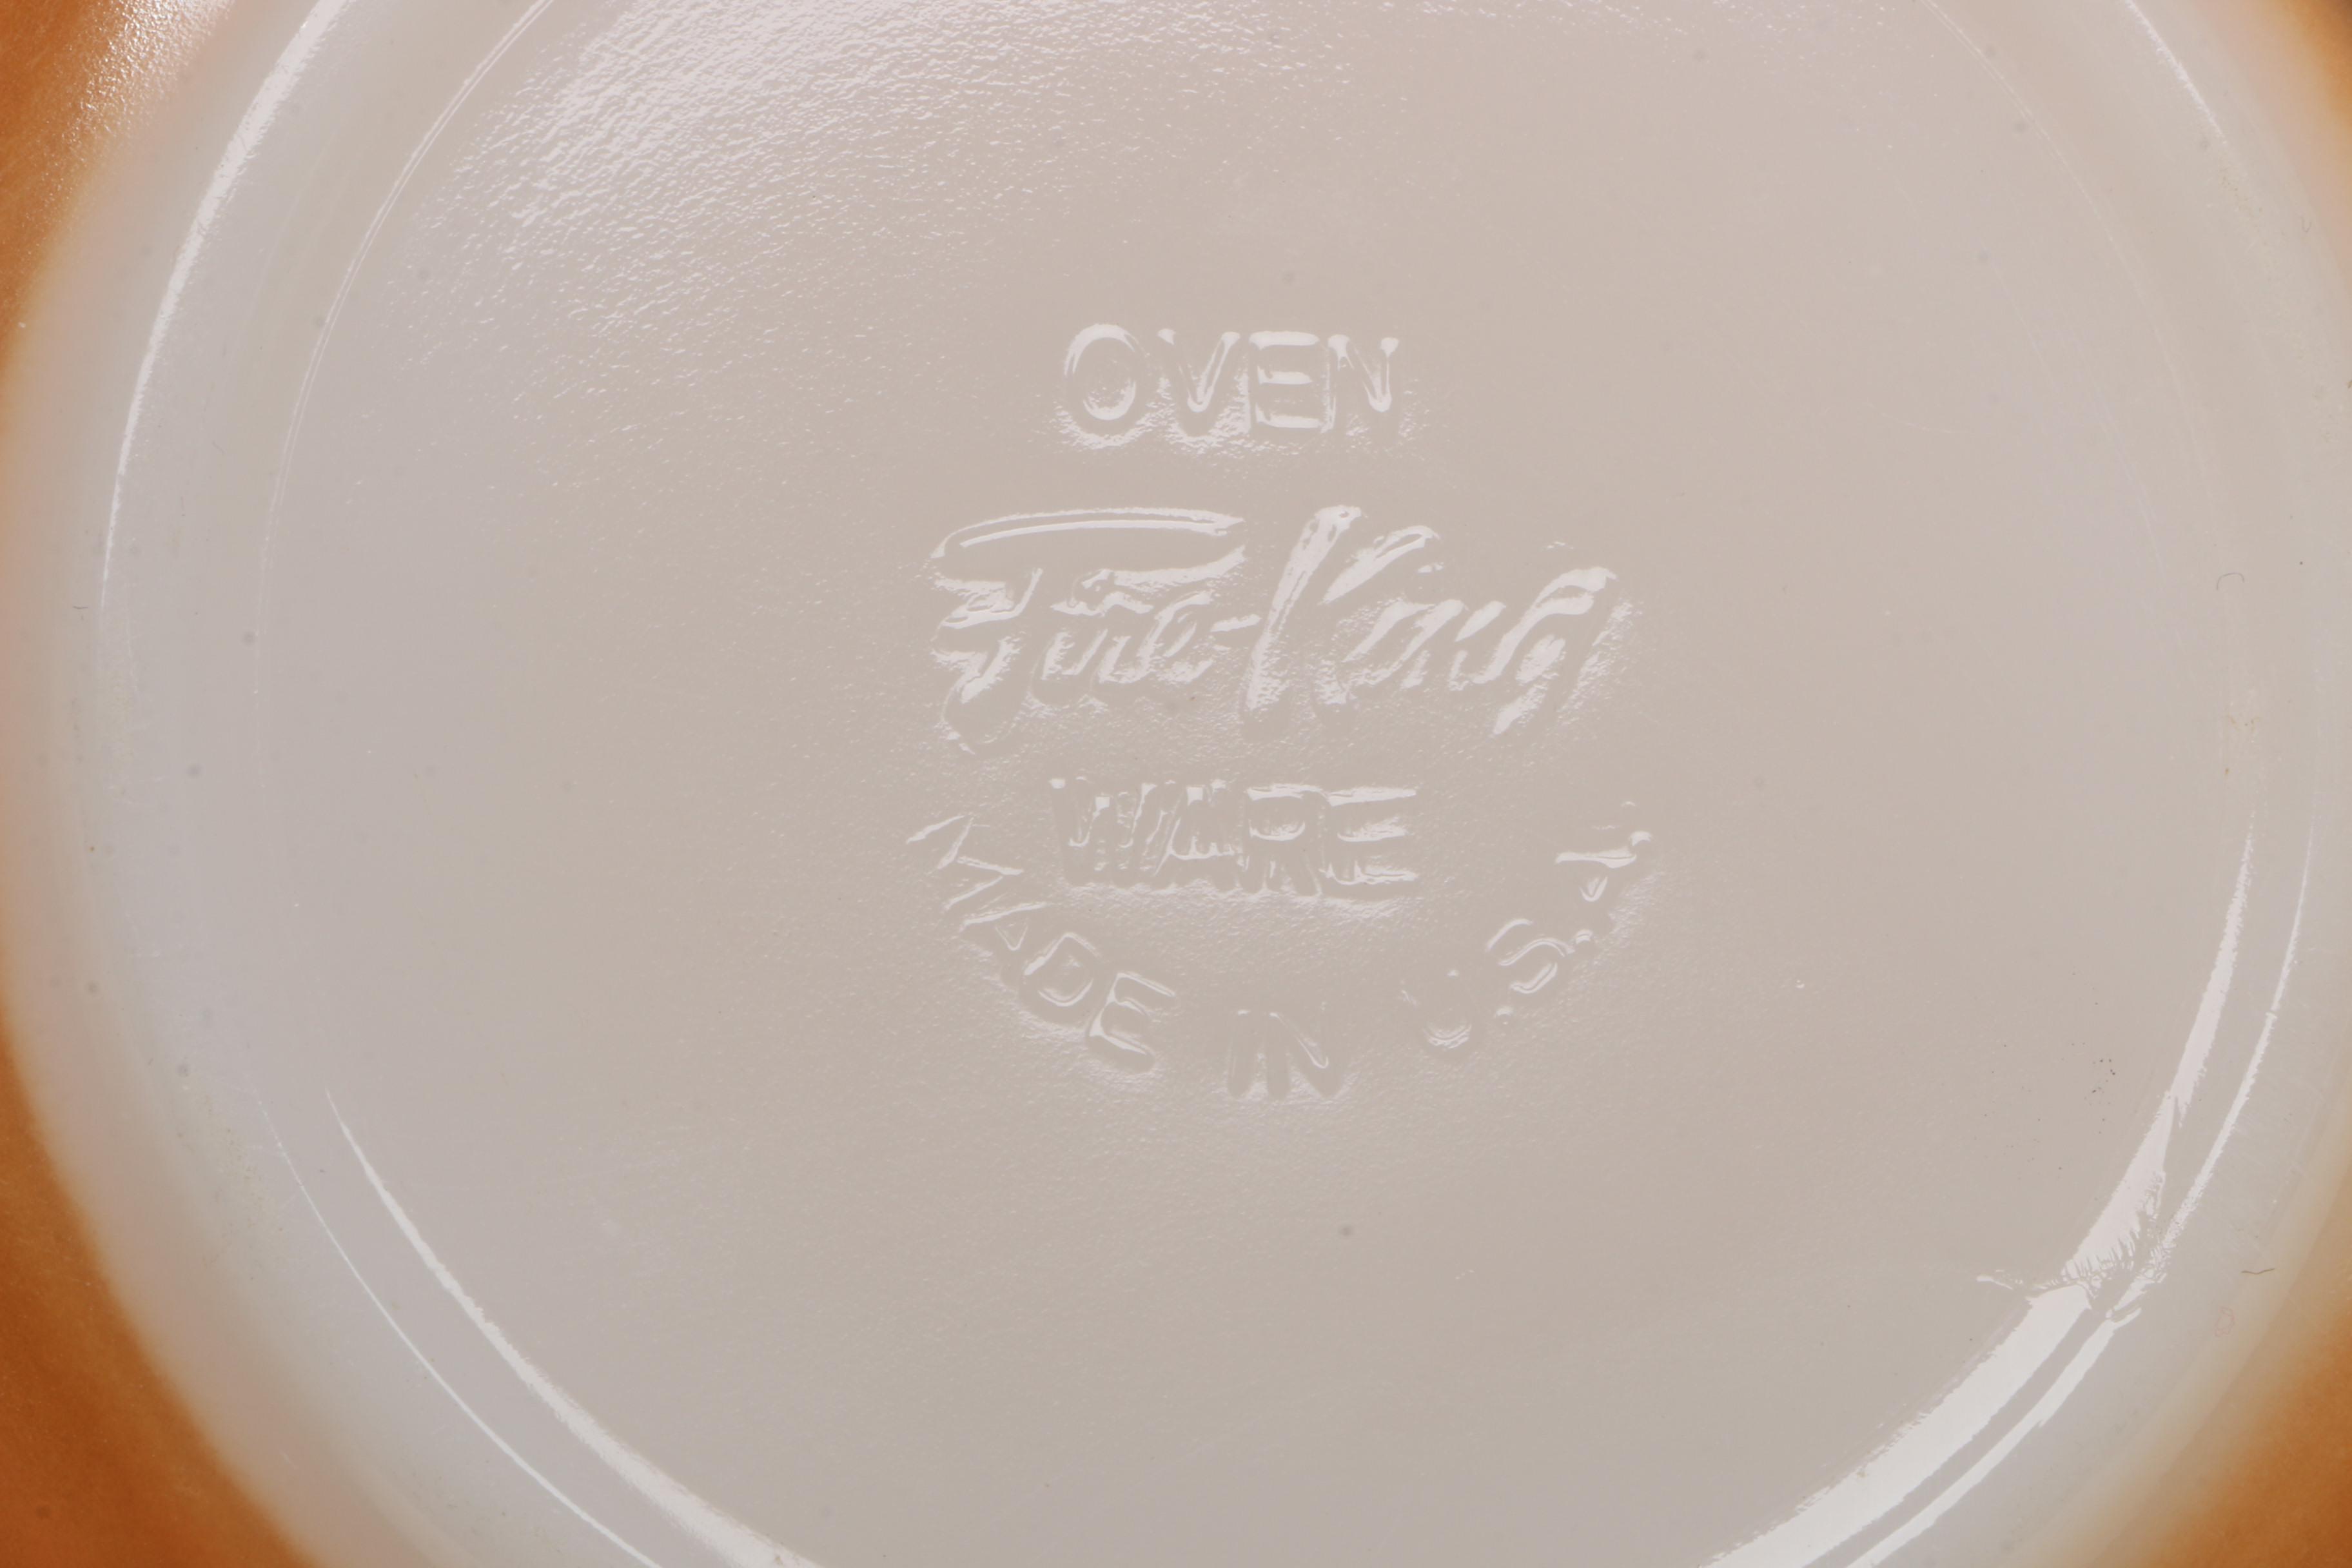 OVEN
Fire-King
WARE
MADE IN U.S.A.